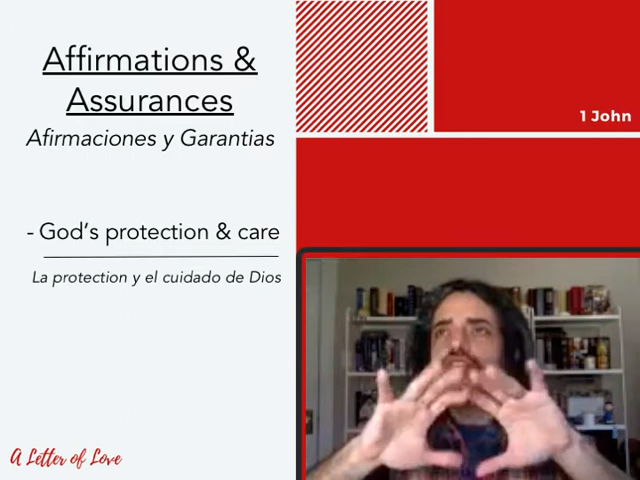 Affirmations &
Assurances
Afirmaciones y Garantias
1 John
- God's protection & care
La protection y el cuidado de Dios
A Letter of Love